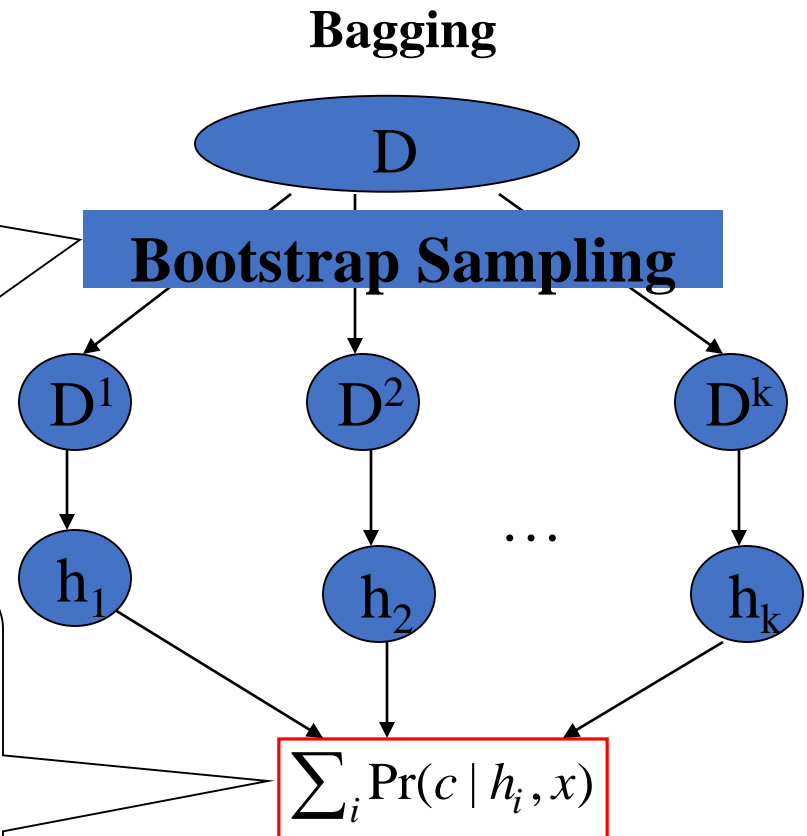 Bagging
D
Bootstrap Sampling
D¹ D² Dᵏ
…
h₁ h₂ hₖ
∑ᵢ Pr(c | hᵢ, x)